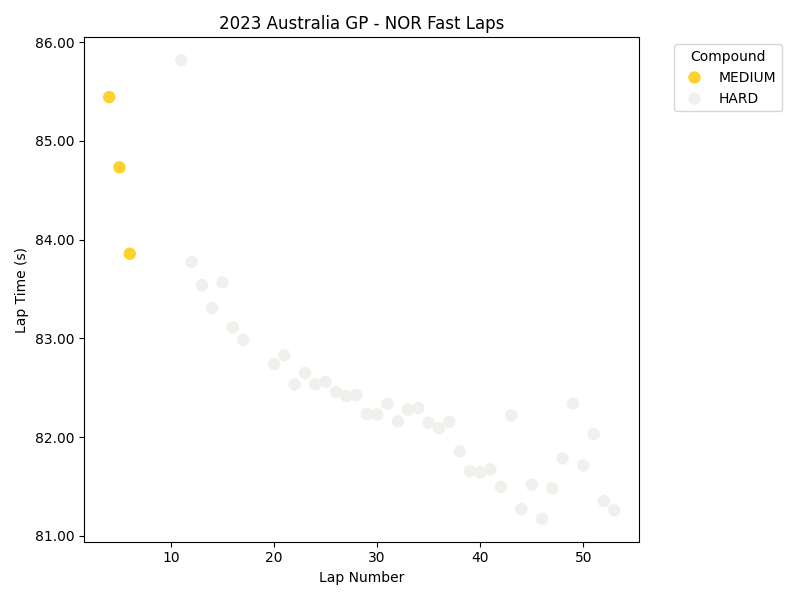 2023 Australia GP - NOR Fast Laps
Compound
MEDIUM
HARD
86.00
85.00
84.00
83.00
82.00
81.00
Lap Time (s)
10 20 30 40 50
Lap Number